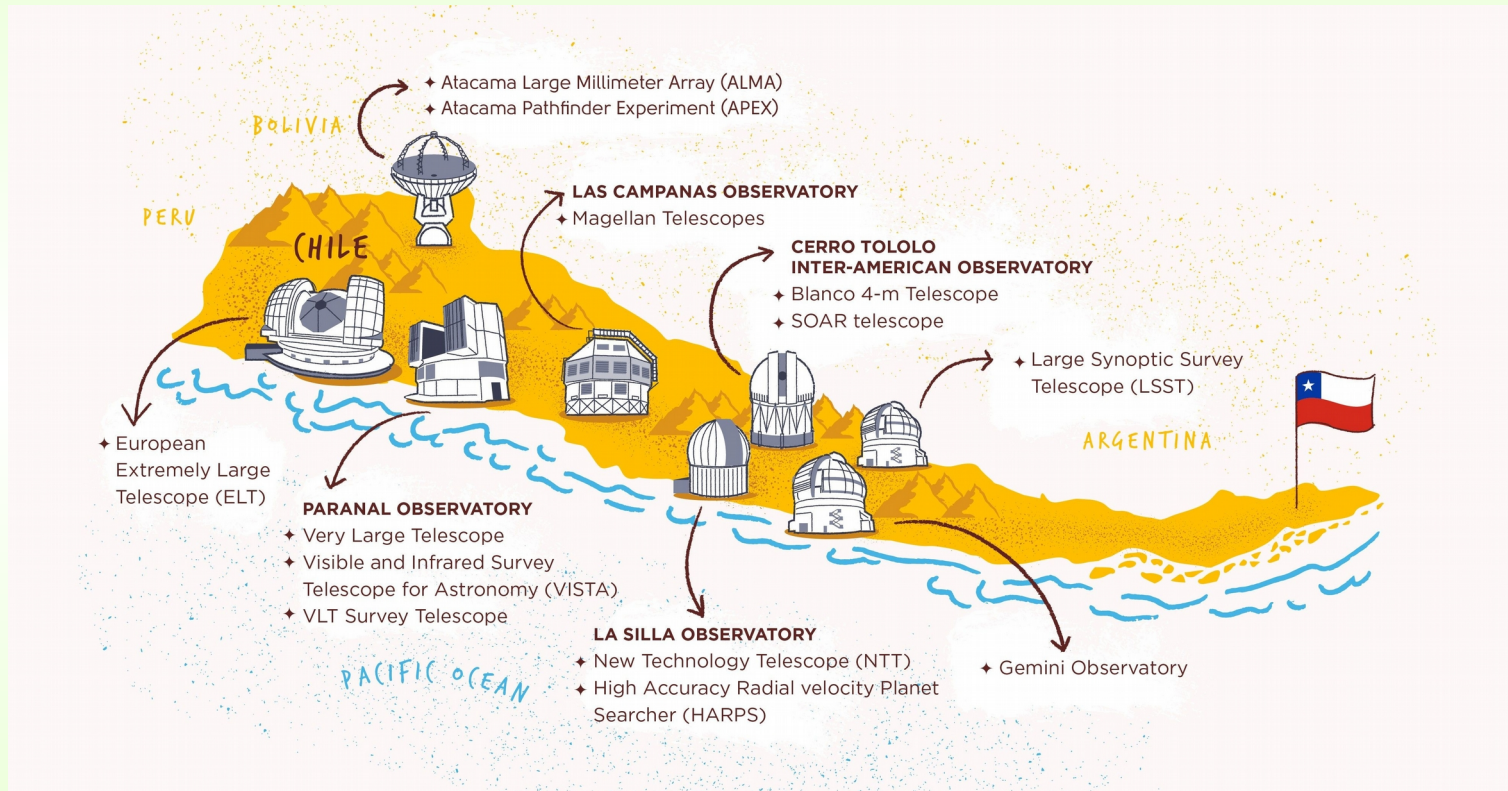 ✦ Atacama Large Millimeter Array (ALMA)
✦ Atacama Pathfinder Experiment (APEX)
BOLIVIA
PERU
CHILE
LAS CAMPANAS OBSERVATORY
✦ Magellan Telescopes
CERRO TOLOLO
INTER-AMERICAN OBSERVATORY
✦ Blanco 4-m Telescope
✦ SOAR telescope
✦ Large Synoptic Survey
Telescope (LSST)
ARGENTINA
✦ European
Extremely Large
Telescope (ELT)
PARANAL OBSERVATORY
✦ Very Large Telescope
✦ Visible and Infrared Survey
Telescope for Astronomy (VISTA)
✦ VLT Survey Telescope
PACIFIC OCEAN
LA SILLA OBSERVATORY
✦ New Technology Telescope (NTT)
✦ High Accuracy Radial velocity Planet
Searcher (HARPS)
✦ Gemini Observatory